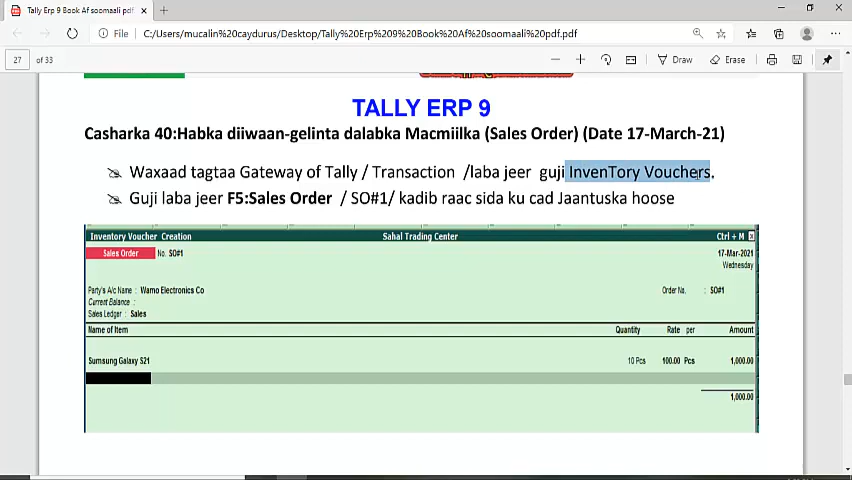 Tally Erp 9 Book Af soomaali pdf
File C:/Users/mucalin%20caydurus/Desktop/Tally%20Erp%209%20Book%20Af%20soomaali%20pdf.pdf
27 of 33 Draw Erase
TALLY ERP 9
Casharka 40:Habka diiwaan-gelinta dalabka Macmiilka (Sales Order) (Date 17-March-21)
Waxaad tagtaa Gateway of Tally / Transaction /laba jeer guji InvenTory Vouchers.
Guji laba jeer F5:Sales Order / SO#1/ kadib raac sida ku cad Jaantuska hoose
Inventory Voucher Creation Sahal Trading Center Ctrl + M
Sales Order No. SO#1 17-Mar-2021
Wednesday
Party's A/c Name : Wamo Electronics Co Order No. : SO#1
Current Balance :
Sales Ledger : Sales
Name of Item Quantity Rate per Amount
Sumsung Galaxy S21 10 Pcs 100.00 Pcs 1,000.00
1,000.00